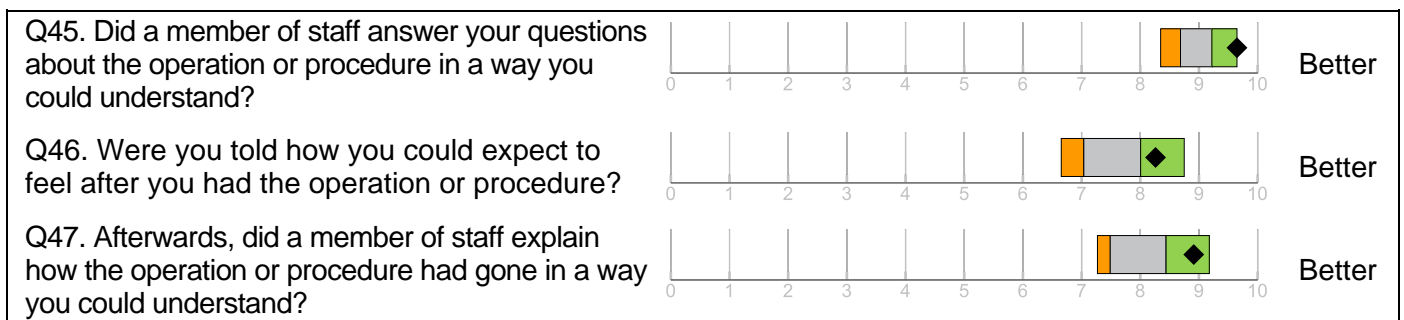 Q45. Did a member of staff answer your questions
about the operation or procedure in a way you
could understand?
0 1 2 3 4 5 6 7 8 9 10
Better
Q46. Were you told how you could expect to
feel after you had the operation or procedure?
0 1 2 3 4 5 6 7 8 9 10
Better
Q47. Afterwards, did a member of staff explain
how the operation or procedure had gone in a way
you could understand?
0 1 2 3 4 5 6 7 8 9 10
Better